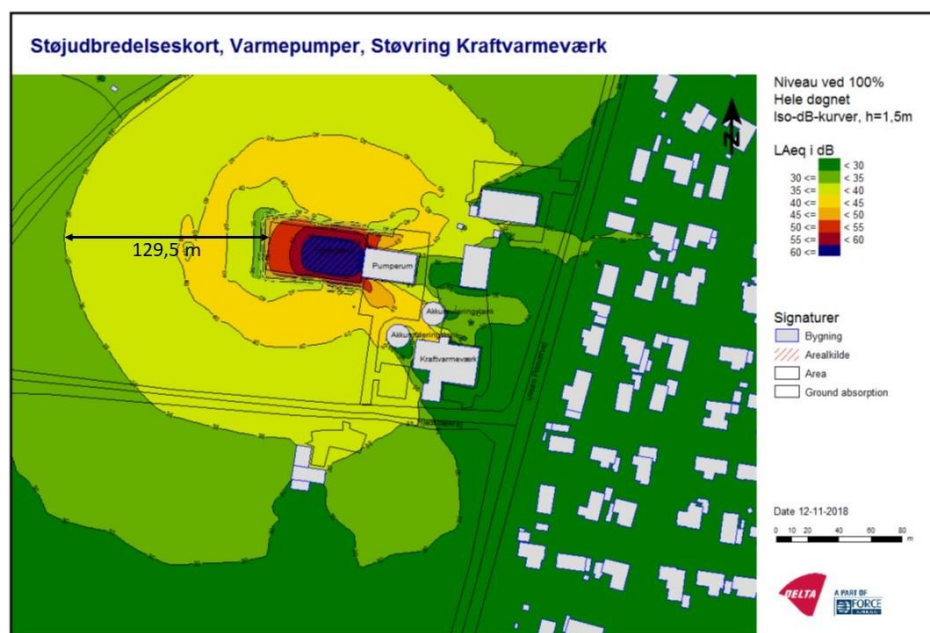 Støjudbredelseskort, Varmepumper, Støvring Kraftvarmeværk
Niveau ved 100%
Hele døgnet
Iso-dB-kurver, h=1,5m
N
LAeq i dB
< 30
30 <= < 35
35 <= < 40
40 <= < 45
45 <= < 50
50 <= < 55
55 <= < 60
60 <=
129,5 m
Pumperum
Kraftvarmeværk
Signaturer
Bygning
Arealkilde
Area
Ground absorption
Date 12-11-2018
0 10 20 40 60 80
m
DELTA
A PART OF
FORCE